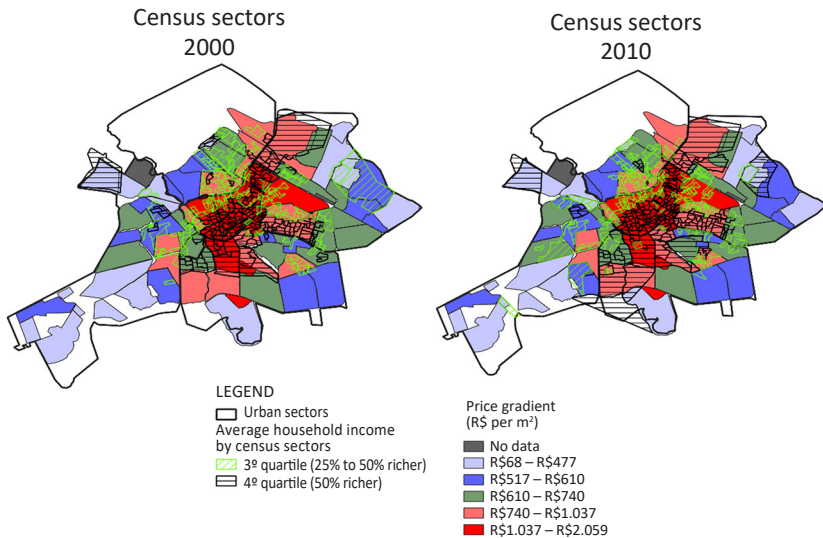 Census sectors
2000
Census sectors
2010
LEGEND
Urban sectors
Average household income
by census sectors
3º quartile (25% to 50% richer)
4º quartile (50% richer)
Price gradient
(R$ per m²)
No data
R$68 – R$477
R$517 – R$610
R$610 – R$740
R$740 – R$1.037
R$1.037 – R$2.059